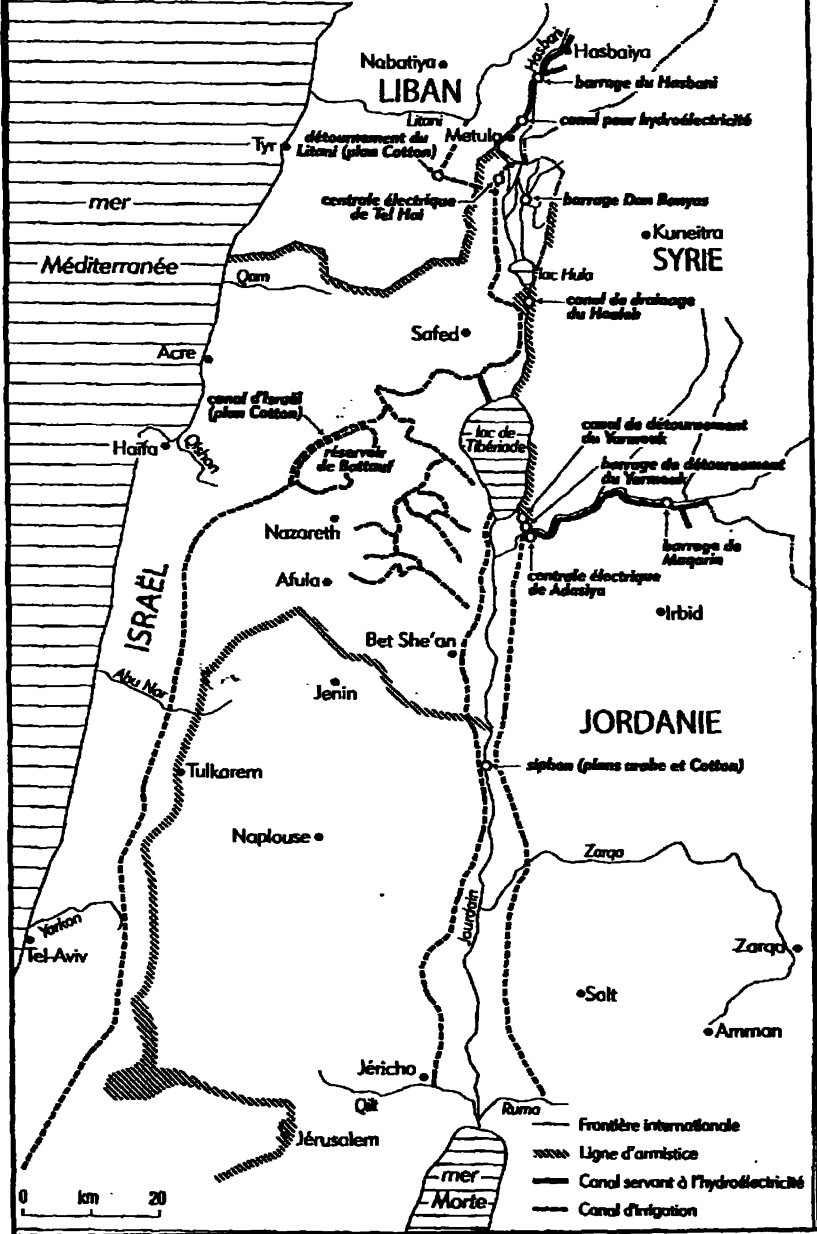 Hasbani
Hasbaiya
Nabatiya
LIBAN
barrage du Hasbani
Litani
canal pour hydroélectricité
Tyr
détournement du
Litani (plan Cotton)
Metula
mer
Méditerranée
centrale électrique
de Tel Hai
barrage Dan Banyas
Kuneitra
SYRIE
Qam
lac Hula
canal de drainage
du Houleh
Safed
Acre
canal d'Israël
(plan Cotton)
Haïfa
Qishon
réservoir
de Battauf
lac de
Tibériade
canal de détournement
du Yarmouk
barrage de détournement
du Yarmouk
Nazareth
barrage de
Maqarin
Afula
centrale électrique
de Adasiya
ISRAËL
Irbid
Bet She'an
Abu Nar
Jenin
JORDANIE
siphon (plans arabe et Cotton)
Tulkarem
Naplouse
Zarqa
Jourdain
Yarkon
Tel-Aviv
Zarqa
Salt
Amman
Jéricho
Qilt
Ruma
Jérusalem
mer
Morte
Frontière internationale
Ligne d'armistice
Canal servant à l'hydroélectricité
Canal d'irrigation
0 km 20